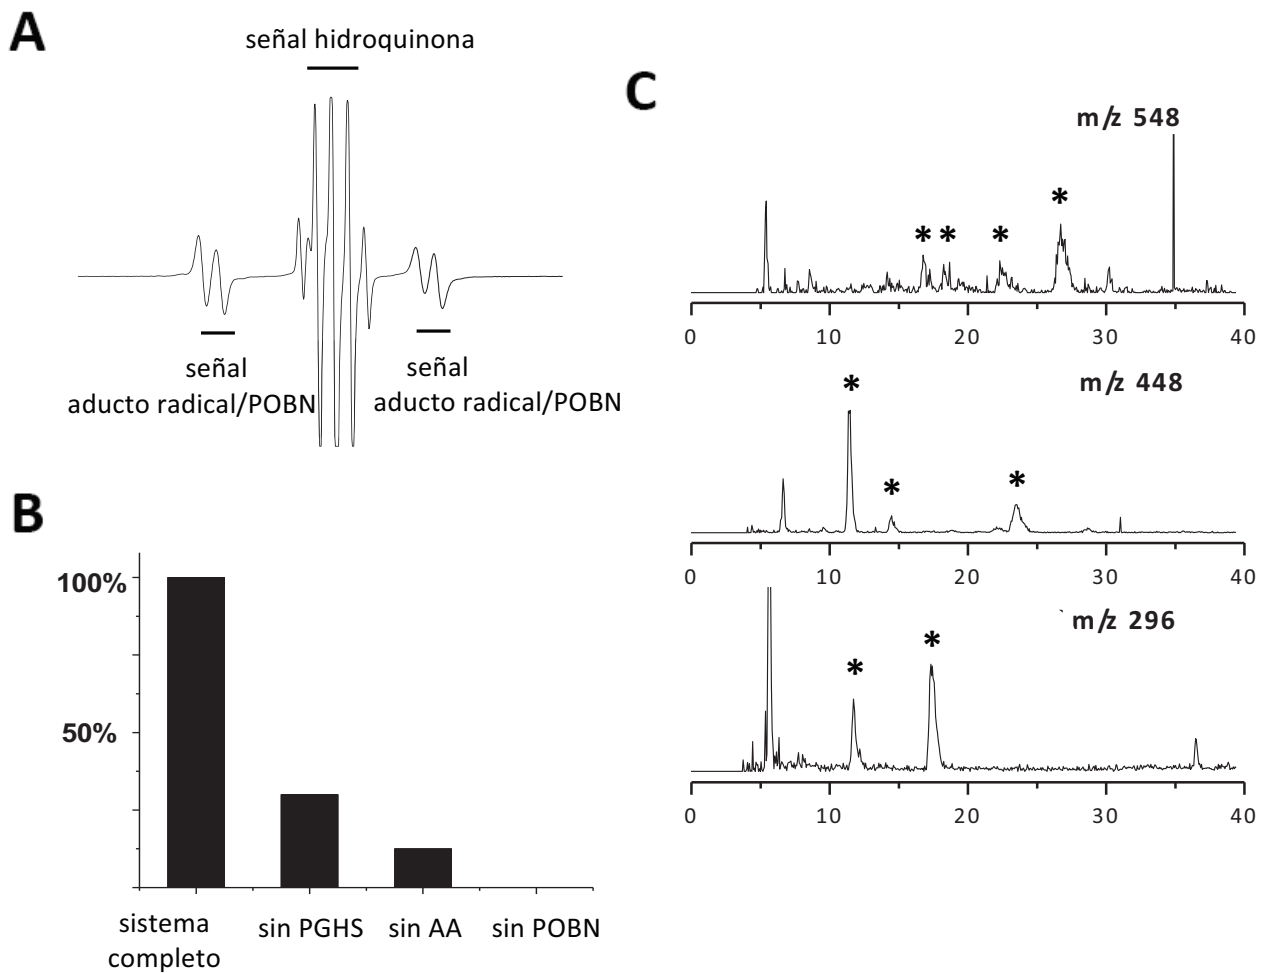 A
señal hidroquinona
señal
aducto radical/POBN
señal
aducto radical/POBN
B
100%
50%
sistema
completo
sin PGHS
sin AA
sin POBN
C
m/z 548
*
* *
*
0 10 20 30 40
m/z 448
*
*
*
0 10 20 30 40
m/z 296
*
*
0 10 20 30 40